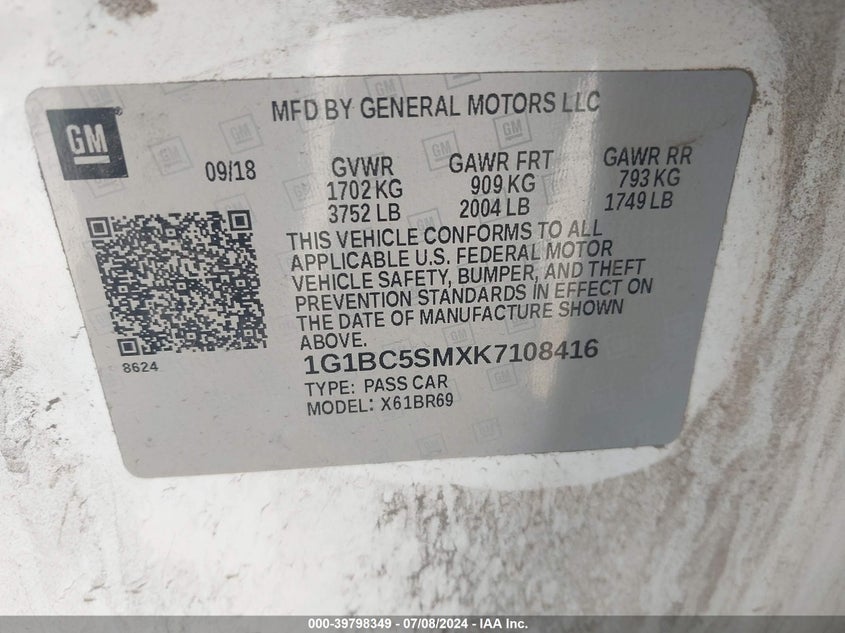 GM
MFD BY GENERAL MOTORS LLC
09/18
GVWR
1702 KG
3752 LB
GAWR FRT
909 KG
2004 LB
GAWR RR
793 KG
1749 LB
THIS VEHICLE CONFORMS TO ALL
APPLICABLE U.S. FEDERAL MOTOR
VEHICLE SAFETY, BUMPER, AND THEFT
PREVENTION STANDARDS IN EFFECT ON
THE DATE OF MANUFACTURE SHOWN
ABOVE.
8624
1G1BC5SMXK7108416
TYPE: PASS CAR
MODEL: X61BR69
000-39798349 - 07/08/2024 - IAA Inc.